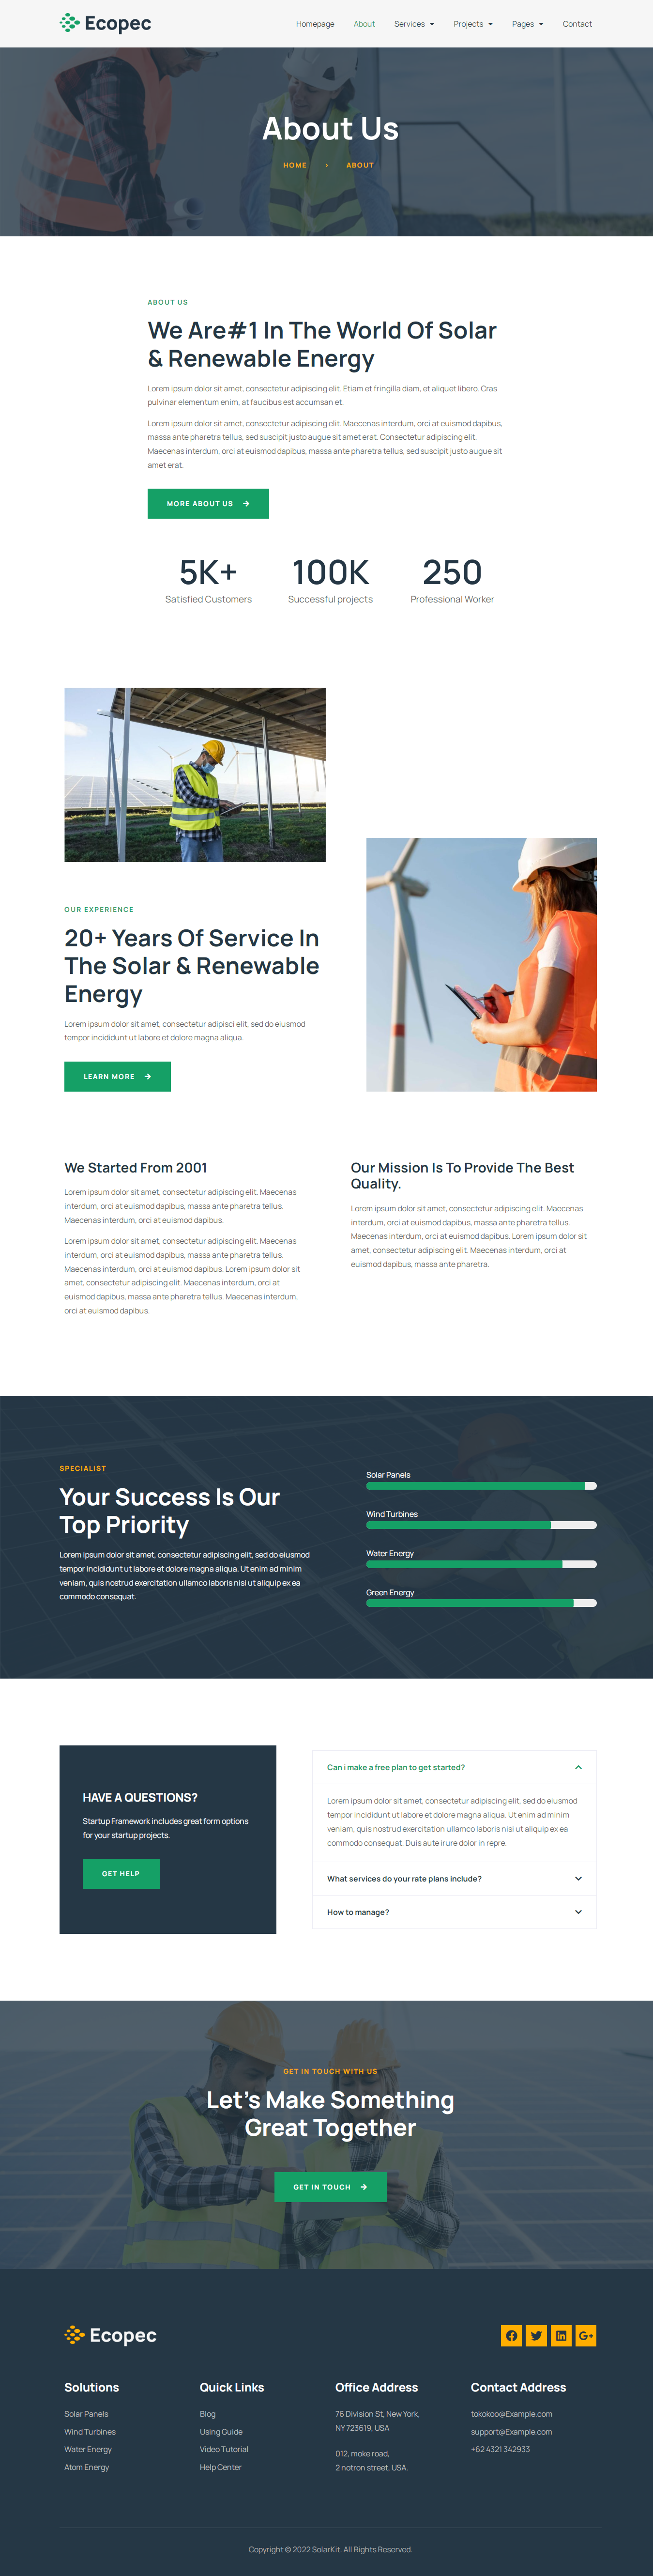 Ecopec
Homepage About Services Projects Pages Contact
About Us
HOME > ABOUT
ABOUT US
We Are#1 In The World Of Solar
& Renewable Energy
Lorem ipsum dolor sit amet, consectetur adipiscing elit. Etiam et fringilla diam, et aliquet libero. Cras
pulvinar elementum enim, at faucibus est accumsan et.
Lorem ipsum dolor sit amet, consectetur adipiscing elit. Maecenas interdum, orci at euismod dapibus,
massa ante pharetra tellus, sed suscipit justo augue sit amet erat. Consectetur adipiscing elit.
Maecenas interdum, orci at euismod dapibus, massa ante pharetra tellus, sed suscipit justo augue sit
amet erat.
MORE ABOUT US
5K+
Satisfied Customers
100K
Successful projects
250
Professional Worker
OUR EXPERIENCE
20+ Years Of Service In
The Solar & Renewable
Energy
Lorem ipsum dolor sit amet, consectetur adipisci elit, sed do eiusmod
tempor incididunt ut labore et dolore magna aliqua.
LEARN MORE
We Started From 2001
Lorem ipsum dolor sit amet, consectetur adipiscing elit. Maecenas
interdum, orci at euismod dapibus, massa ante pharetra tellus.
Maecenas interdum, orci at euismod dapibus.
Lorem ipsum dolor sit amet, consectetur adipiscing elit. Maecenas
interdum, orci at euismod dapibus, massa ante pharetra tellus.
Maecenas interdum, orci at euismod dapibus. Lorem ipsum dolor sit
amet, consectetur adipiscing elit. Maecenas interdum, orci at
euismod dapibus, massa ante pharetra tellus. Maecenas interdum,
orci at euismod dapibus.
Our Mission Is To Provide The Best
Quality.
Lorem ipsum dolor sit amet, consectetur adipiscing elit. Maecenas
interdum, orci at euismod dapibus, massa ante pharetra tellus.
Maecenas interdum, orci at euismod dapibus. Lorem ipsum dolor sit
amet, consectetur adipiscing elit. Maecenas interdum, orci at
euismod dapibus, massa ante pharetra.
SPECIALIST
Your Success Is Our
Top Priority
Lorem ipsum dolor sit amet, consectetur adipiscing elit, sed do eiusmod
tempor incididunt ut labore et dolore magna aliqua. Ut enim ad minim
veniam, quis nostrud exercitation ullamco laboris nisi ut aliquip ex ea
commodo consequat.
Solar Panels
Wind Turbines
Water Energy
Green Energy
HAVE A QUESTIONS?
Startup Framework includes great form options
for your startup projects.
GET HELP
Can i make a free plan to get started?
Lorem ipsum dolor sit amet, consectetur adipiscing elit, sed do eiusmod
tempor incididunt ut labore et dolore magna aliqua. Ut enim ad minim
veniam, quis nostrud exercitation ullamco laboris nisi ut aliquip ex ea
commodo consequat. Duis aute irure dolor in repre.
What services do your rate plans include?
How to manage?
GET IN TOUCH WITH US
Let's Make Something
Great Together
GET IN TOUCH
Ecopec
Solutions
Solar Panels
Wind Turbines
Water Energy
Atom Energy
Quick Links
Blog
Using Guide
Video Tutorial
Help Center
Office Address
76 Division St, New York,
NY 723619, USA
012, moke road,
2 notron street, USA.
Contact Address
tokokoo@Example.com
support@Example.com
+62 4321 342933
Copyright © 2022 SolarKit. All Rights Reserved.